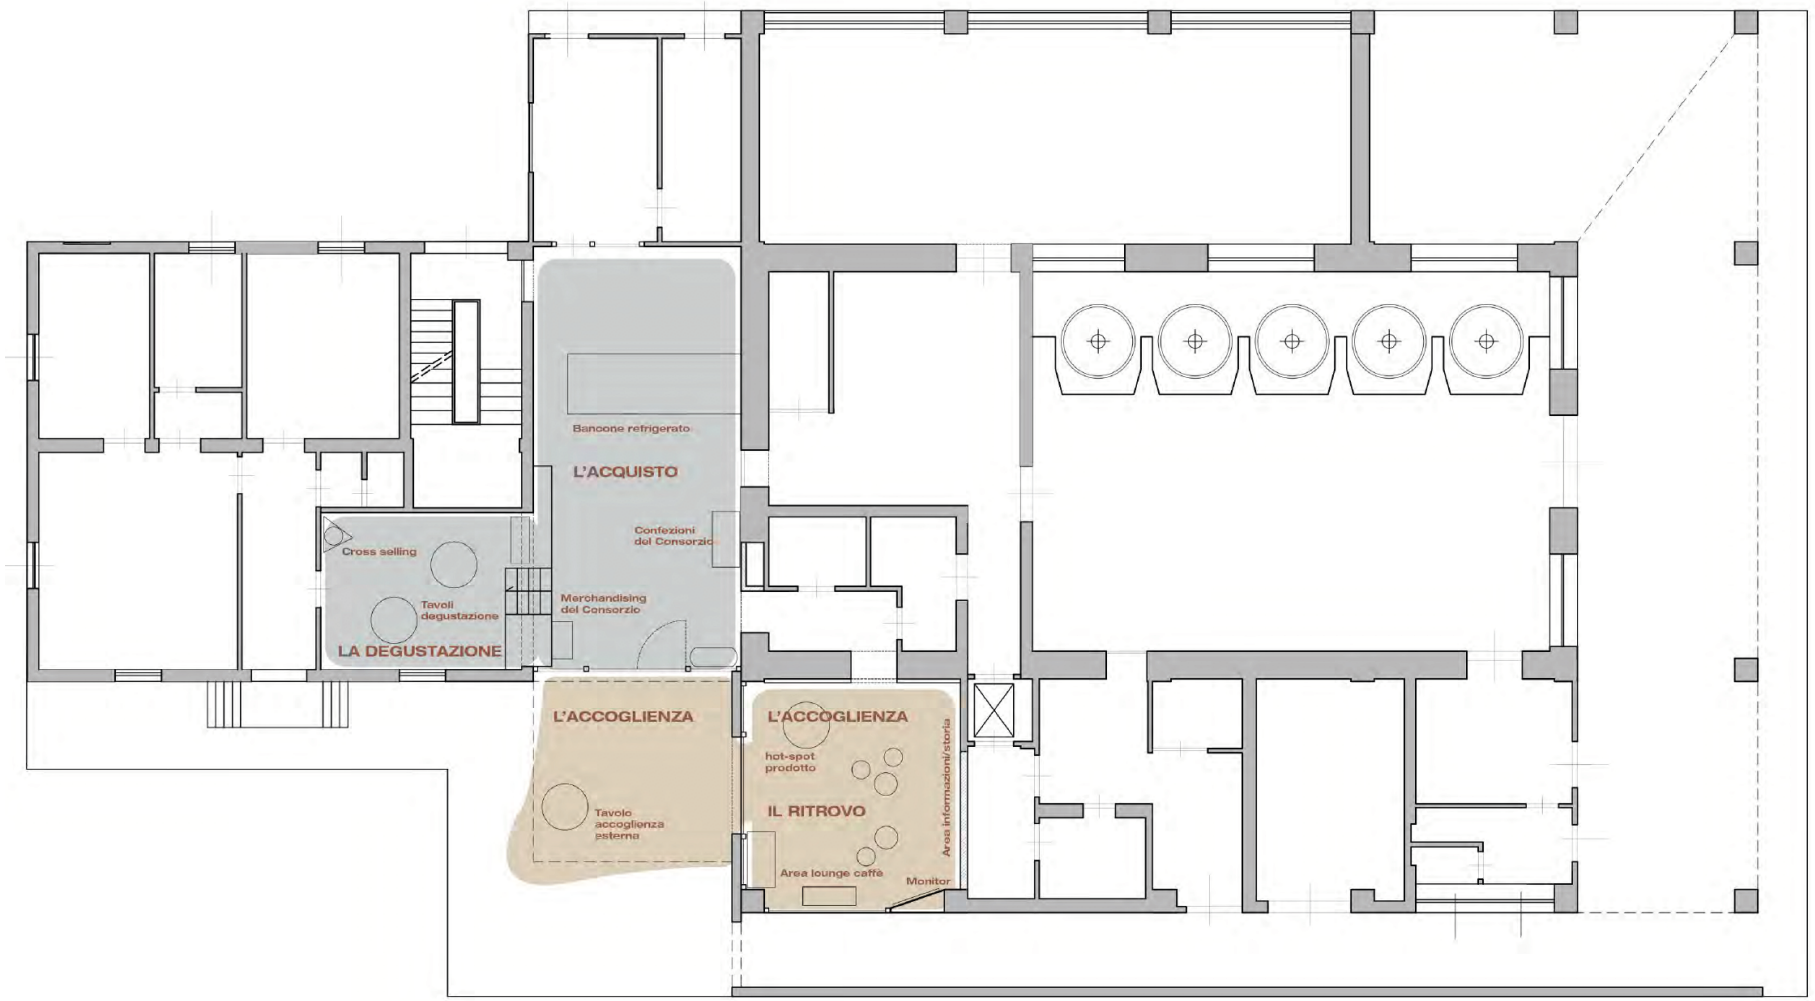 Bancone refrigerato
L'ACQUISTO
Confezioni
del Consorzio
Cross selling
Tavoli
degustazione
Merchandising
del Consorzio
LA DEGUSTAZIONE
L'ACCOGLIENZA
Tavolo
accoglienza
esterna
L'ACCOGLIENZA
hot-spot
prodotto
IL RITROVO
Area informazioni/storia
Area lounge caffè
Monitor